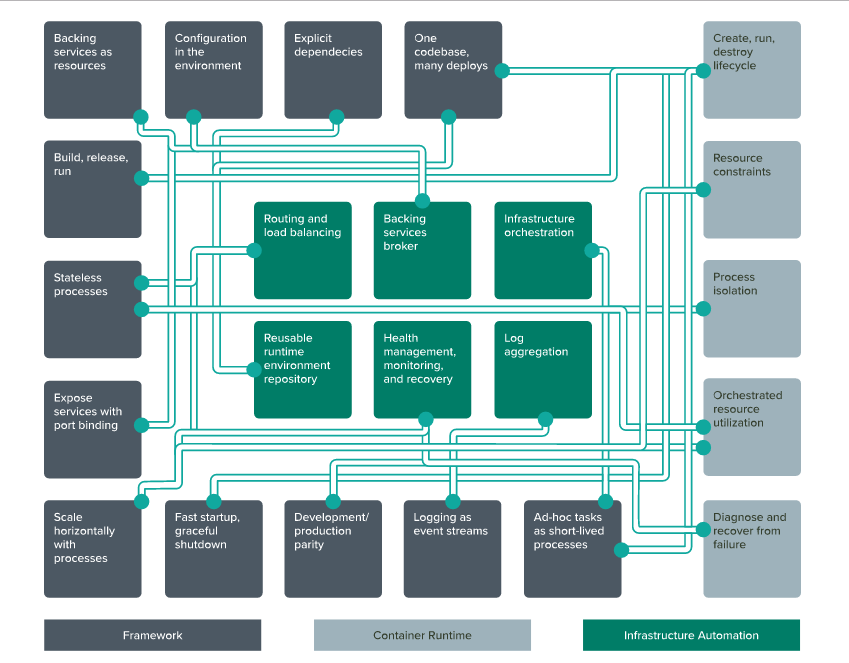 Backing
services as
resources
Configuration
in the
environment
Explicit
dependecies
One
codebase,
many deploys
Create, run,
destroy
lifecycle
Build, release,
run
Resource
constraints
Routing and
load balancing
Backing
services
broker
Infrastructure
orchestration
Stateless
processes
Process
isolation
Reusable
runtime
environment
repository
Health
management,
monitoring,
and recovery
Log
aggregation
Expose
services with
port binding
Orchestrated
resource
utilization
Scale
horizontally
with
processes
Fast startup,
graceful
shutdown
Development/
production
parity
Logging as
event streams
Ad-hoc tasks
as short-lived
processes
Diagnose and
recover from
failure
Framework
Container Runtime
Infrastructure Automation